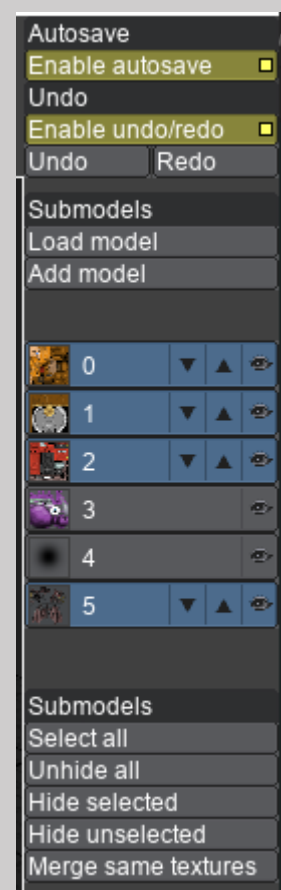 Autosave
Enable autosave
Undo
Enable undo/redo
Undo Redo
Submodels
Load model
Add model
0
1
2
3
4
5
Submodels
Select all
Unhide all
Hide selected
Hide unselected
Merge same textures